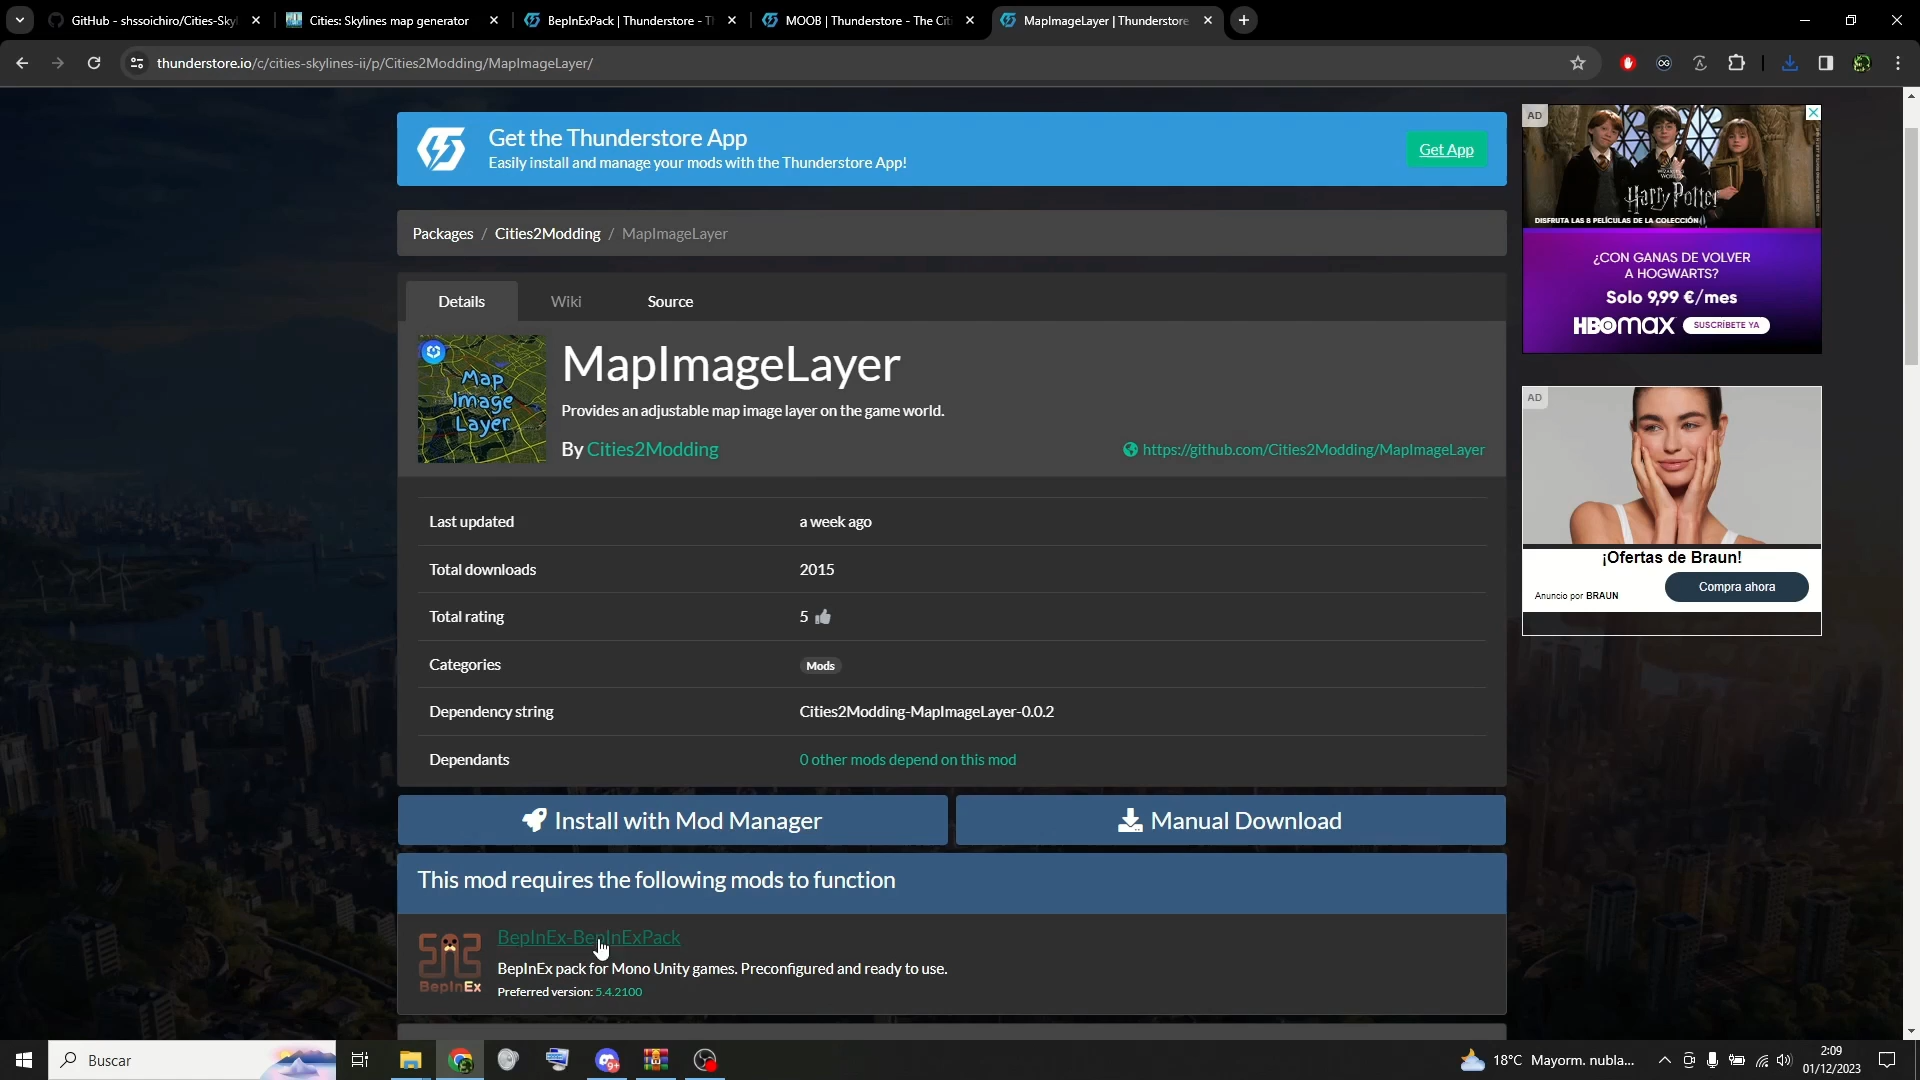 GitHub - shssoichiro/Cities-Sky
Cities: Skylines map generator
BepInExPack | Thunderstore - T
MOOB | Thunderstore - The Cit
MapImageLayer | Thunderstore
thunderstore.io/c/cities-skylines-ii/p/Cities2Modding/MapImageLayer/
Get the Thunderstore App
Easily install and manage your mods with the Thunderstore App!
Get App
Packages / Cities2Modding / MapImageLayer
Details
Wiki
Source
Map
Image
Layer
MapImageLayer
Provides an adjustable map image layer on the game world.
By Cities2Modding
https://github.com/Cities2Modding/MapImageLayer
Last updated
a week ago
Total downloads
2015
Total rating
5
Categories
Mods
Dependency string
Cities2Modding-MapImageLayer-0.0.2
Dependants
0 other mods depend on this mod
Install with Mod Manager
Manual Download
This mod requires the following mods to function
BepInEx
BepInEx-BepInExPack
BepInEx pack for Mono Unity games. Preconfigured and ready to use.
Preferred version: 5.4.2100
AD
Harry Potter
DISFRUTA LAS 8 PELÍCULAS DE LA COLECCIÓN
¿CON GANAS DE VOLVER
A HOGWARTS?
Solo 9,99 €/mes
HBOmax
SUSCRÍBETE YA
AD
¡Ofertas de Braun!
Anuncio por BRAUN
Compra ahora
Buscar
9+
18°C Mayorm. nubla...
2:09
01/12/2023